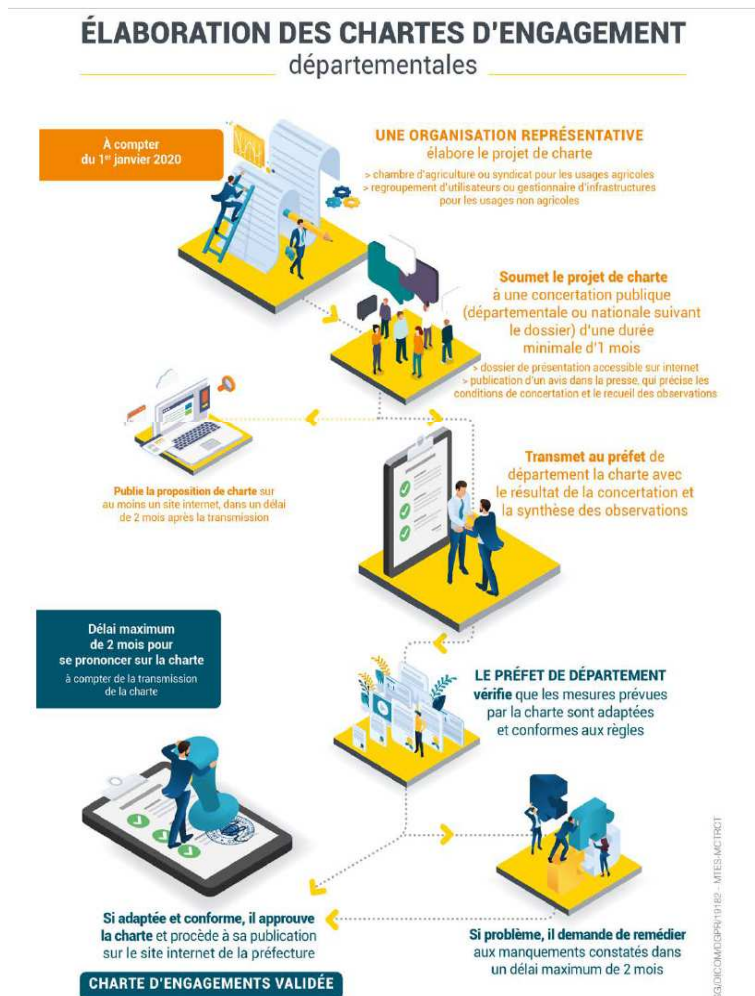 ÉLABORATION DES CHARTES D'ENGAGEMENT
départementales
À compter
du 1er janvier 2020
UNE ORGANISATION REPRÉSENTATIVE
élabore le projet de charte
> chambre d'agriculture ou syndicat pour les usages agricoles
> regroupement d'utilisateurs ou gestionnaire d'infrastructures
pour les usages non agricoles
Soumet le projet de charte
à une concertation publique
(départementale ou nationale suivant
le dossier) d'une durée
minimale d'1 mois
> dossier de présentation accessible sur internet
> publication d'un avis dans la presse, qui précise les
conditions de concertation et le recueil des observations
Publie la proposition de charte sur
au moins un site internet, dans un délai
de 2 mois après la transmission
Transmet au préfet de
département la charte avec
le résultat de la concertation et
la synthèse des observations
Délai maximum
de 2 mois pour
se prononcer sur la charte
à compter de la transmission
de la charte
LE PRÉFET DE DÉPARTEMENT
vérifie que les mesures prévues
par la charte sont adaptées
et conformes aux règles
Si adaptée et conforme, il approuve
la charte et procède à sa publication
sur le site internet de la préfecture
CHARTE D'ENGAGEMENTS VALIDÉE
Si problème, il demande de remédier
aux manquements constatés dans
un délai maximum de 2 mois
SG/DICOM/DGPR/19182 - MTES-MCTRCT